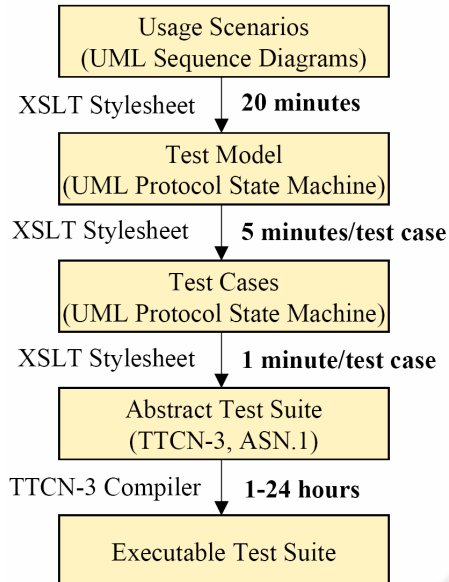 Usage Scenarios
(UML Sequence Diagrams)
XSLT Stylesheet 20 minutes
Test Model
(UML Protocol State Machine)
XSLT Stylesheet 5 minutes/test case
Test Cases
(UML Protocol State Machine)
XSLT Stylesheet 1 minute/test case
Abstract Test Suite
(TTCN-3, ASN.1)
TTCN-3 Compiler 1-24 hours
Executable Test Suite